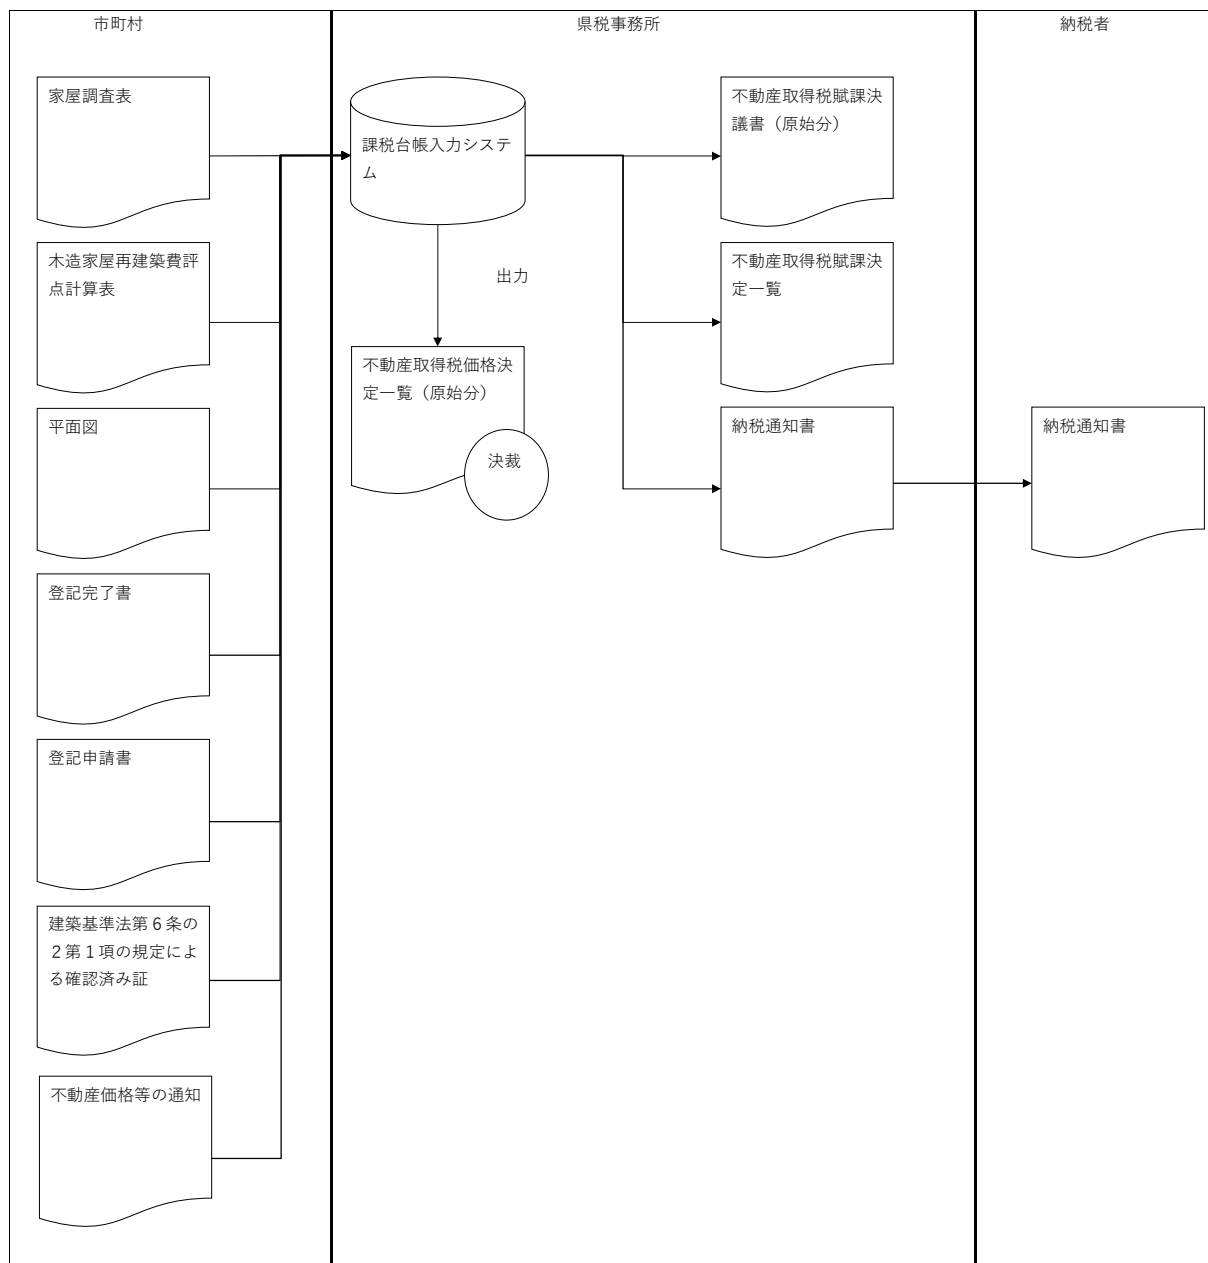 市町村
県税事務所
納税者
家屋調査表
木造家屋再建築費評
点計算表
平面図
登記完了書
登記申請書
建築基準法第６条の
２第１項の規定によ
る確認済み証
不動産価格等の通知
課税台帳入力システ
ム
出力
不動産取得税価格決
定一覧（原始分）
決裁
不動産取得税賦課決
議書（原始分）
不動産取得税賦課決
定一覧
納税通知書
納税通知書